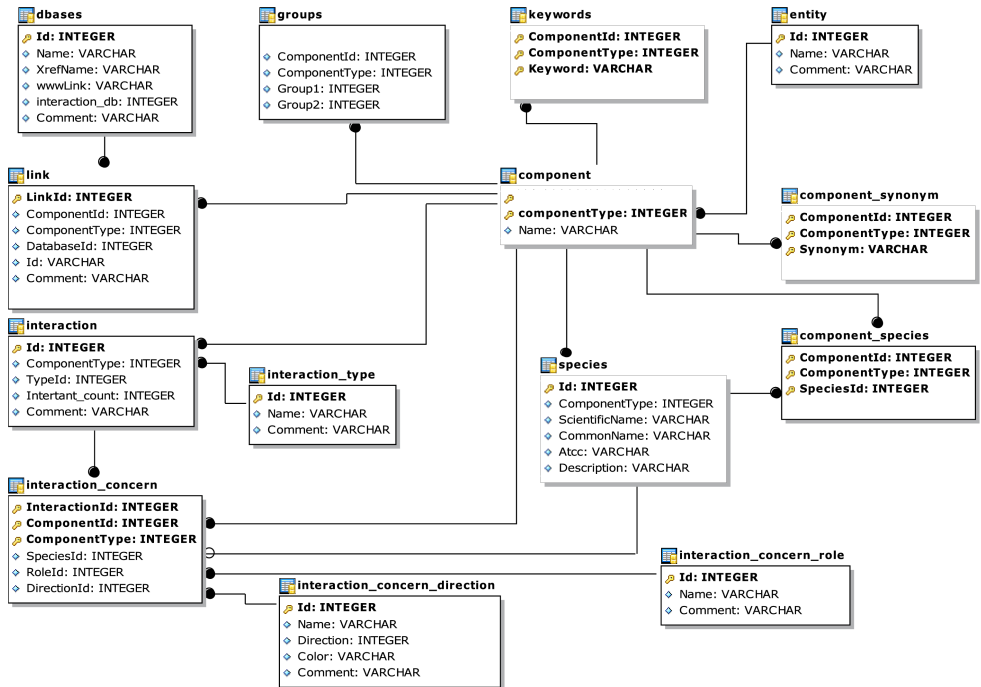 dbases
Id: INTEGER
Name: VARCHAR
XrefName: VARCHAR
wwwLink: VARCHAR
interaction_db: INTEGER
Comment: VARCHAR
groups
ComponentId: INTEGER
ComponentType: INTEGER
Group1: INTEGER
Group2: INTEGER
keywords
ComponentId: INTEGER
ComponentType: INTEGER
Keyword: VARCHAR
entity
Id: INTEGER
Name: VARCHAR
Comment: VARCHAR
link
LinkId: INTEGER
ComponentId: INTEGER
ComponentType: INTEGER
DatabaseId: INTEGER
Id: VARCHAR
Comment: VARCHAR
component
componentType: INTEGER
Name: VARCHAR
component_synonym
ComponentId: INTEGER
ComponentType: INTEGER
Synonym: VARCHAR
interaction
Id: INTEGER
ComponentType: INTEGER
TypeId: INTEGER
Intertant_count: INTEGER
Comment: VARCHAR
interaction_type
Id: INTEGER
Name: VARCHAR
Comment: VARCHAR
species
Id: INTEGER
ComponentType: INTEGER
ScientificName: VARCHAR
CommonName: VARCHAR
Atcc: VARCHAR
Description: VARCHAR
component_species
ComponentId: INTEGER
ComponentType: INTEGER
SpeciesId: INTEGER
interaction_concern
InteractionId: INTEGER
ComponentId: INTEGER
ComponentType: INTEGER
SpeciesId: INTEGER
RoleId: INTEGER
DirectionId: INTEGER
interaction_concern_direction
Id: INTEGER
Name: VARCHAR
Direction: INTEGER
Color: VARCHAR
Comment: VARCHAR
interaction_concern_role
Id: INTEGER
Name: VARCHAR
Comment: VARCHAR